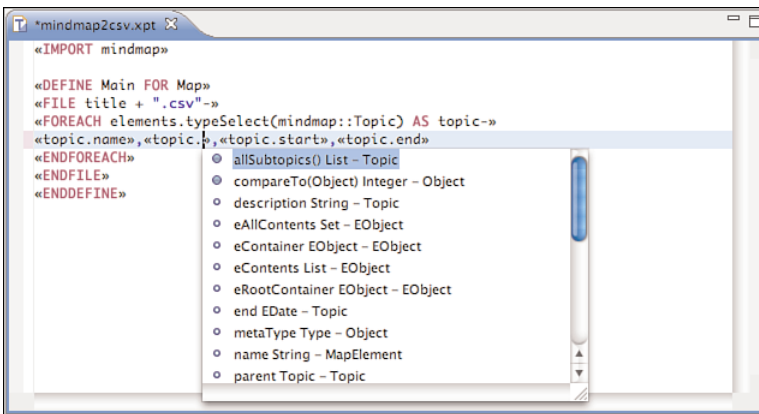 *mindmap2csv.xpt
«IMPORT mindmap»
«DEFINE Main FOR Map»
«FILE title + ".csv"-»
«FOREACH elements.typeSelect(mindmap::Topic) AS topic-»
«topic.name»,«topic.»,«topic.start»,«topic.end»
«ENDFOREACH»
«ENDFILE»
«ENDDEFINE»
allSubtopics() List – Topic
compareTo(Object) Integer – Object
description String – Topic
eAllContents Set – EObject
eContainer EObject – EObject
eContents List – EObject
eRootContainer EObject – EObject
end EDate – Topic
metaType Type – Object
name String – MapElement
parent Topic – Topic